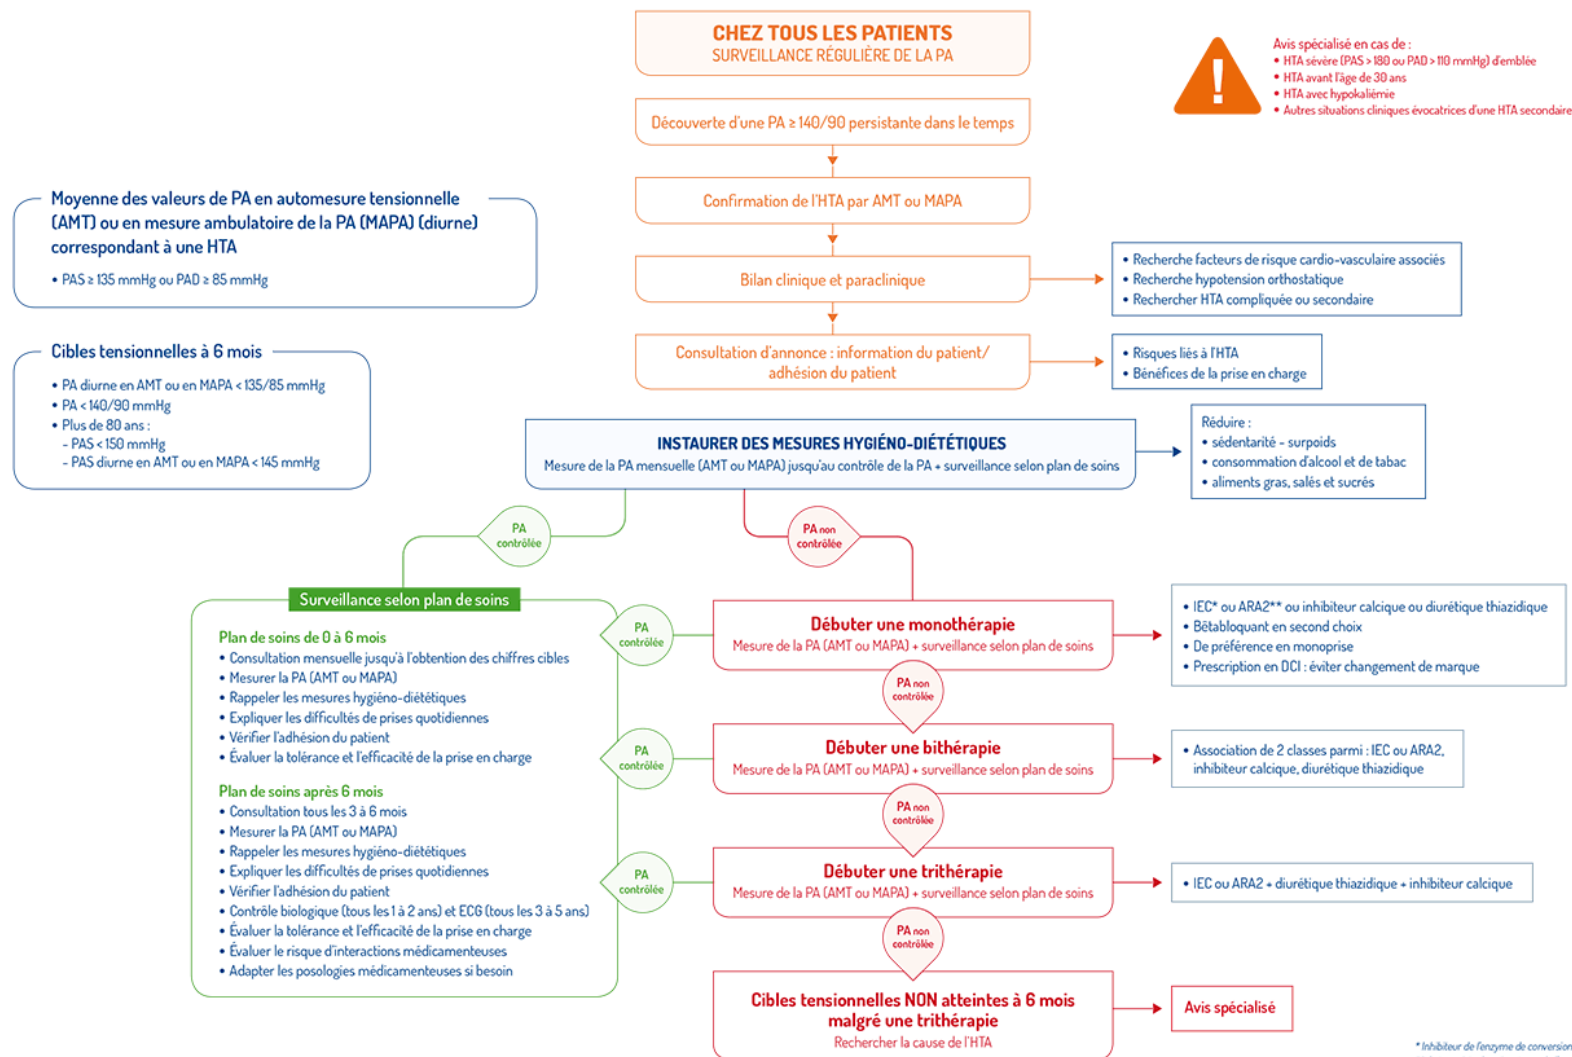 CHEZ TOUS LES PATIENTS
SURVEILLANCE RÉGULIÈRE DE LA PA
!
Avis spécialisé en cas de :
• HTA sévère (PAS > 180 ou PAD > 110 mmHg) d'emblée
• HTA avant l'âge de 30 ans
• HTA avec hypokaliémie
• Autres situations cliniques évocatrices d'une HTA secondaire
Découverte d'une PA ≥ 140/90 persistante dans le temps
Confirmation de l'HTA par AMT ou MAPA
Moyenne des valeurs de PA en automesure tensionnelle
(AMT) ou en mesure ambulatoire de la PA (MAPA) (diurne)
correspondant à une HTA
• PAS ≥ 135 mmHg ou PAD ≥ 85 mmHg
Bilan clinique et paraclinique
• Recherche facteurs de risque cardio-vasculaire associés
• Recherche hypotension orthostatique
• Rechercher HTA compliquée ou secondaire
Cibles tensionnelles à 6 mois
• PA diurne en AMT ou en MAPA < 135/85 mmHg
• PA < 140/90 mmHg
• Plus de 80 ans :
- PAS < 150 mmHg
- PAS diurne en AMT ou en MAPA < 145 mmHg
Consultation d'annonce : information du patient/
adhésion du patient
• Risques liés à l'HTA
• Bénéfices de la prise en charge
INSTAURER DES MESURES HYGIÉNO-DIÉTÉTIQUES
Mesure de la PA mensuelle (AMT ou MAPA) jusqu'au contrôle de la PA + surveillance selon plan de soins
Réduire :
• sédentarité - surpoids
• consommation d'alcool et de tabac
• aliments gras, salés et sucrés
PA
contrôlée
PA non
contrôlée
Surveillance selon plan de soins
Plan de soins de 0 à 6 mois
• Consultation mensuelle jusqu'à l'obtention des chiffres cibles
• Mesurer la PA (AMT ou MAPA)
• Rappeler les mesures hygiéno-diététiques
• Expliquer les difficultés de prises quotidiennes
• Vérifier l'adhésion du patient
• Évaluer la tolérance et l'efficacité de la prise en charge
Plan de soins après 6 mois
• Consultation tous les 3 à 6 mois
• Mesurer la PA (AMT ou MAPA)
• Rappeler les mesures hygiéno-diététiques
• Expliquer les difficultés de prises quotidiennes
• Vérifier l'adhésion du patient
• Contrôle biologique (tous les 1 à 2 ans) et ECG (tous les 3 à 5 ans)
• Évaluer la tolérance et l'efficacité de la prise en charge
• Évaluer le risque d'interactions médicamenteuses
• Adapter les posologies médicamenteuses si besoin
PA
contrôlée
Débuter une monothérapie
Mesure de la PA (AMT ou MAPA) + surveillance selon plan de soins
• IEC* ou ARA2** ou inhibiteur calcique ou diurétique thiazidique
• Bêtabloquant en second choix
• De préférence en monoprise
• Prescription en DCI : éviter changement de marque
PA non
contrôlée
PA
contrôlée
Débuter une bithérapie
Mesure de la PA (AMT ou MAPA) + surveillance selon plan de soins
• Association de 2 classes parmi : IEC ou ARA2,
inhibiteur calcique, diurétique thiazidique
PA non
contrôlée
PA
contrôlée
Débuter une trithérapie
Mesure de la PA (AMT ou MAPA) + surveillance selon plan de soins
• IEC ou ARA2 + diurétique thiazidique + inhibiteur calcique
PA non
contrôlée
Cibles tensionnelles NON atteintes à 6 mois
malgré une trithérapie
Rechercher la cause de l'HTA
Avis spécialisé
* Inhibiteur de l'enzyme de conversion